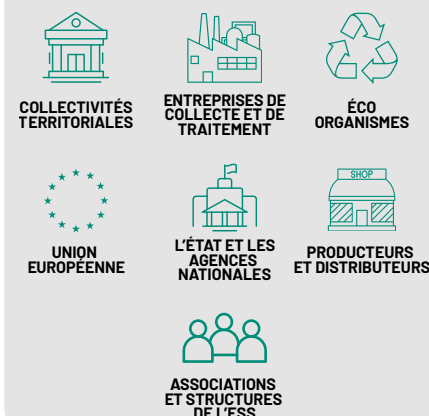 COLLECTIVITÉS
TERRITORIALES
ENTREPRISES DE
COLLECTE ET DE
TRAITEMENT
ÉCO
ORGANISMES
UNION
EUROPÉENNE
L'ÉTAT ET LES
AGENCES
NATIONALES
SHOP
PRODUCTEURS
ET DISTRIBUTEURS
ASSOCIATIONS
ET STRUCTURES
DE L'ESS